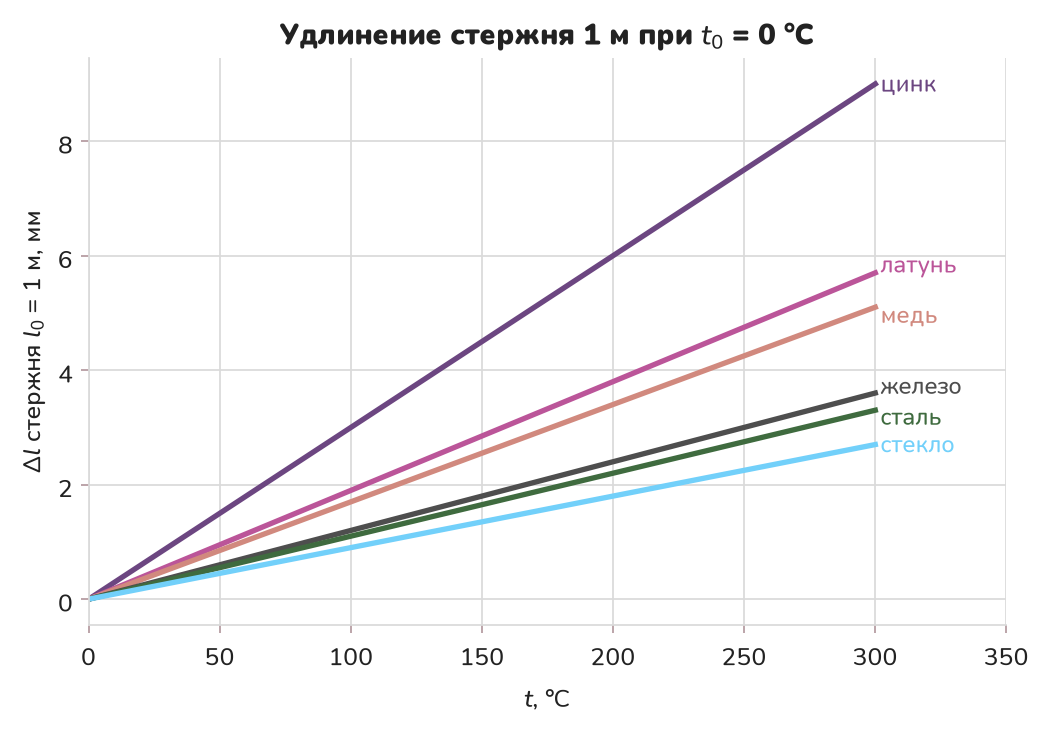 Удлинение стержня 1 м при t₀ = 0 °C
Δl стержня l₀ = 1 м, мм
8
6
4
2
0
цинк
латунь
медь
железо
сталь
стекло
0 50 100 150 200 250 300 350
t, °C